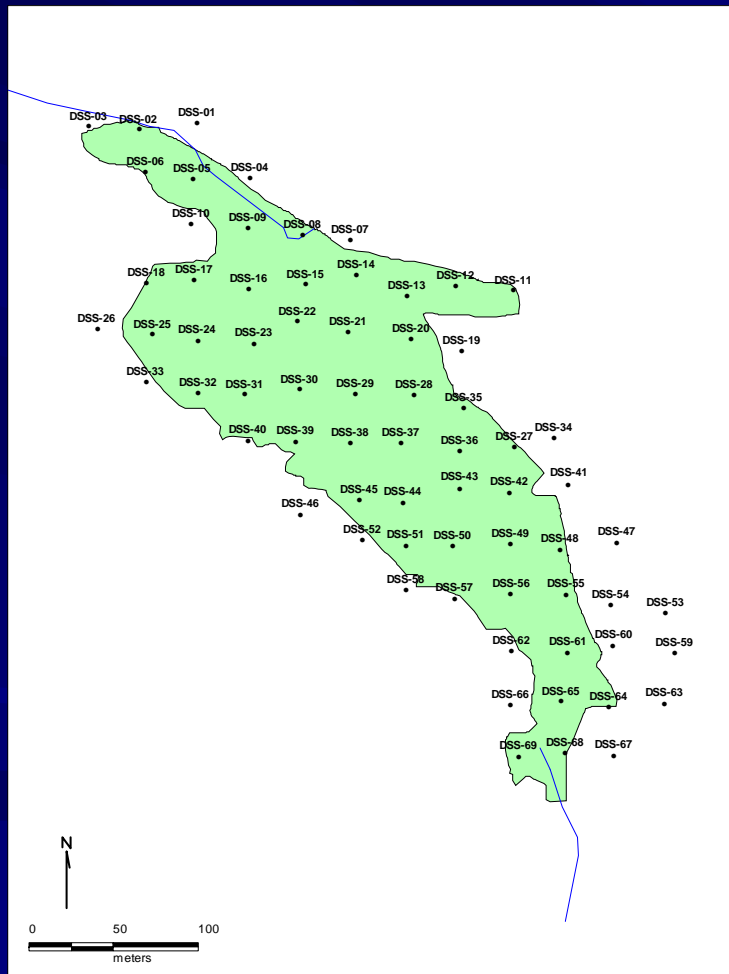 DSS-01
DSS-03 DSS-02
DSS-06 DSS-05 DSS-04
DSS-10 DSS-09 DSS-08 DSS-07
DSS-18 DSS-17 DSS-16 DSS-15 DSS-14 DSS-13 DSS-12 DSS-11
DSS-26 DSS-25 DSS-24 DSS-23 DSS-22 DSS-21 DSS-20 DSS-19
DSS-33 DSS-32 DSS-31 DSS-30 DSS-29 DSS-28 DSS-35
DSS-40 DSS-39 DSS-38 DSS-37 DSS-36 DSS-27 DSS-34
DSS-46 DSS-45 DSS-44 DSS-43 DSS-42 DSS-41
DSS-52 DSS-51 DSS-50 DSS-49 DSS-48 DSS-47
DSS-58 DSS-57 DSS-56 DSS-55 DSS-54 DSS-53
DSS-62 DSS-61 DSS-60 DSS-59
DSS-66 DSS-65 DSS-64 DSS-63
DSS-69 DSS-68 DSS-67
N
0 50 100
meters